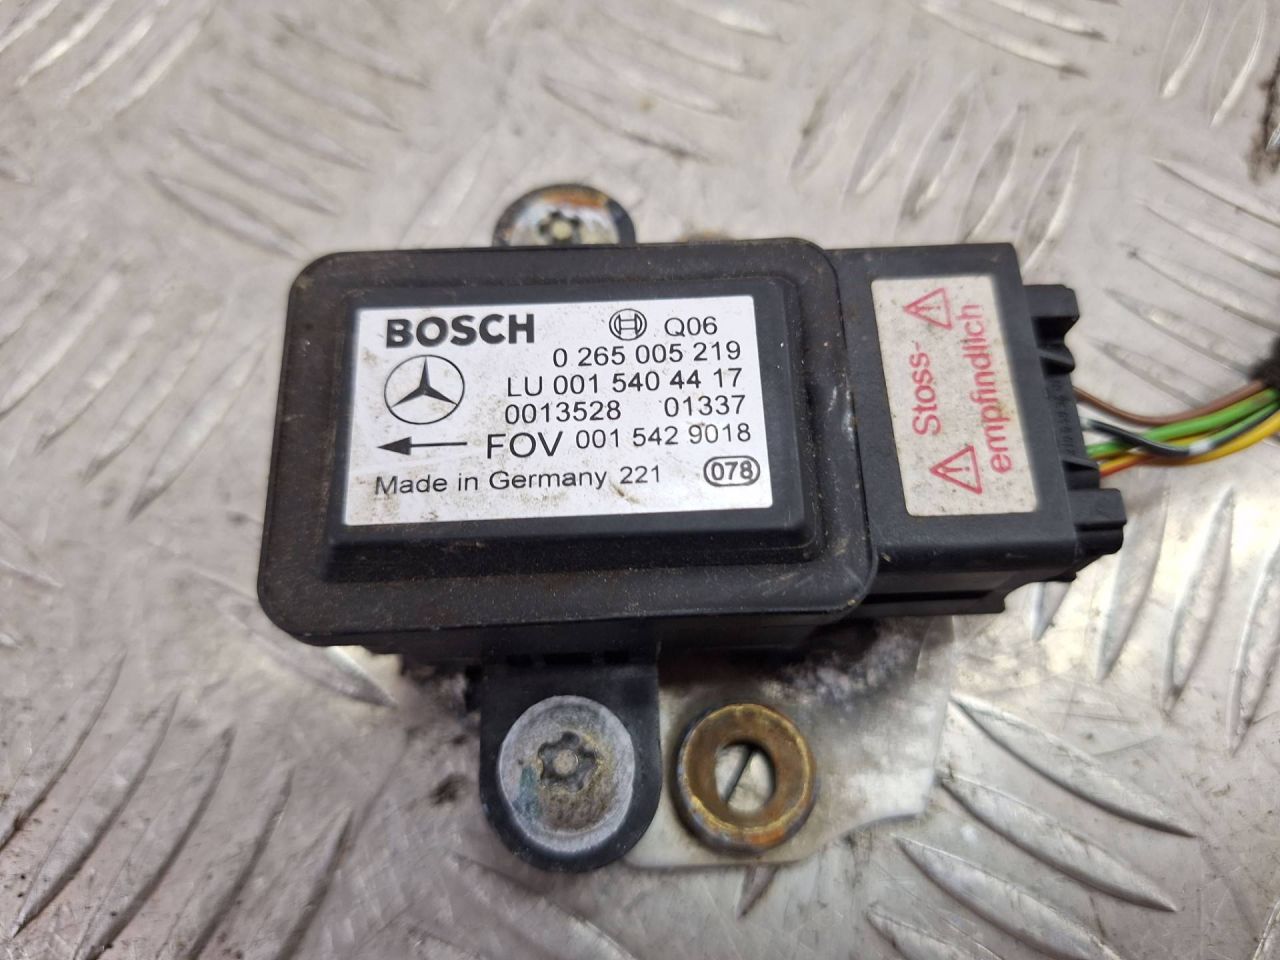 BOSCH Q06
0 265 005 219
LU 001 540 44 17
0013528 01337
FOV 001 542 9018
Made in Germany 221 078
Stoss-
empfindlich